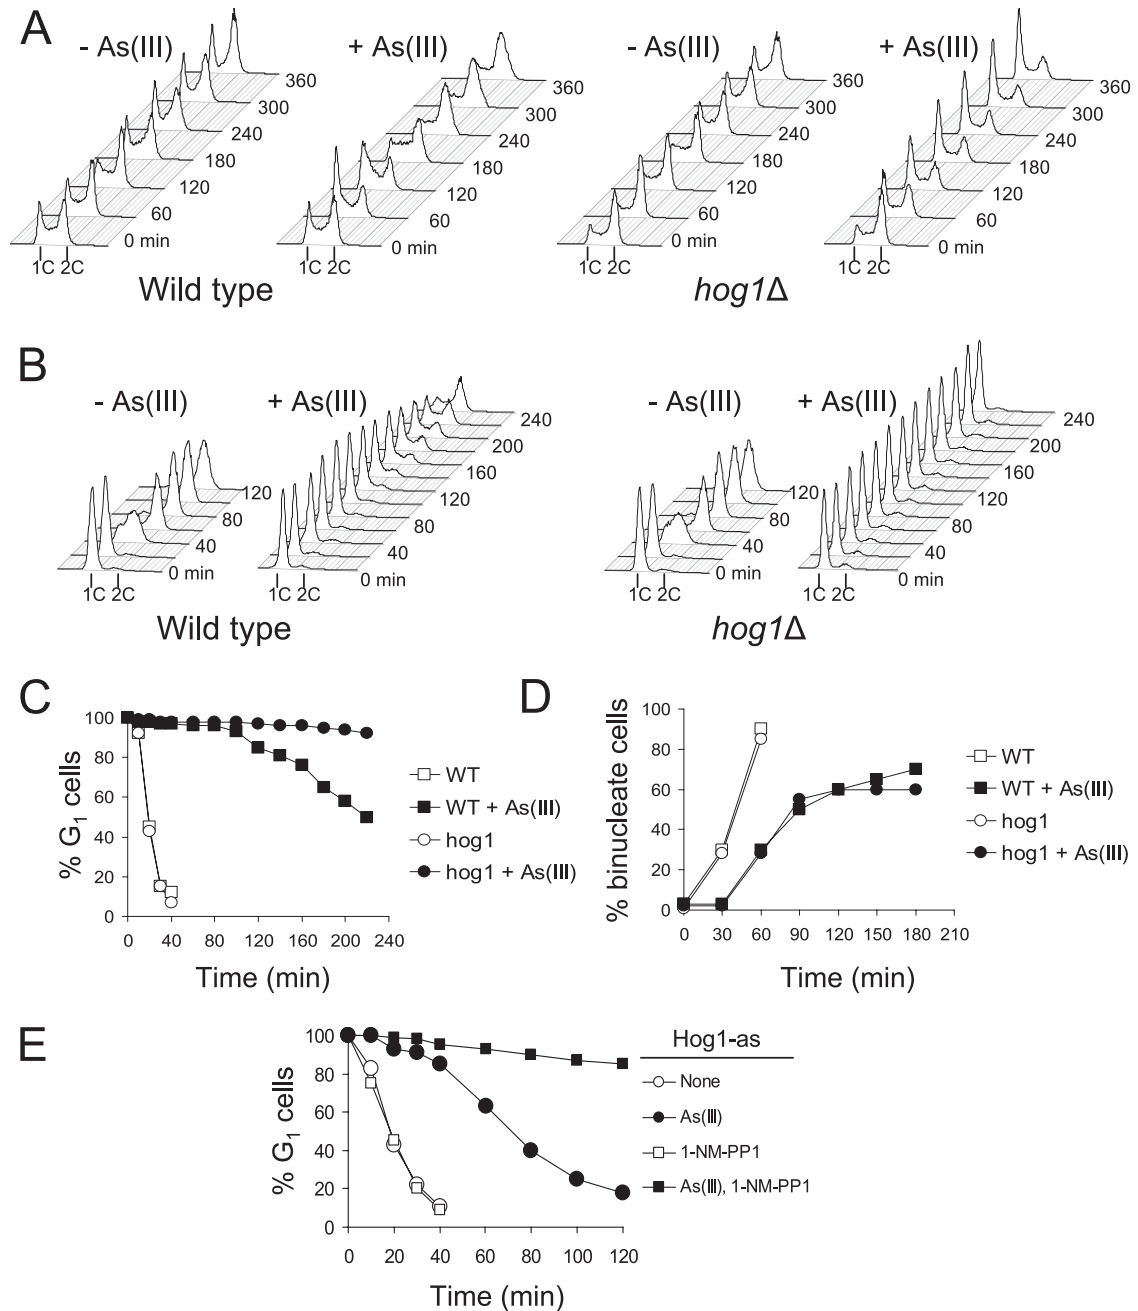 A
- As(III)
+ As(III)
- As(III)
+ As(III)
360
300
240
180
120
60
0 min
1C 2C
360
300
240
180
120
60
0 min
1C 2C
360
300
240
180
120
60
0 min
1C 2C
360
300
240
180
120
60
0 min
1C 2C
Wild type
hog1Δ
B
- As(III)
+ As(III)
- As(III)
+ As(III)
120
80
40
0 min
1C 2C
240
200
160
120
80
40
0 min
1C 2C
120
80
40
0 min
1C 2C
240
200
160
120
80
40
0 min
1C 2C
Wild type
hog1Δ
C
% G1 cells
100
80
60
40
20
0
0 40 80 120 160 200 240
Time (min)
WT
WT + As(III)
hog1
hog1 + As(III)
D
% binucleate cells
100
80
60
40
20
0
0 30 60 90 120 150 180 210
Time (min)
WT
WT + As(III)
hog1
hog1 + As(III)
E
% G1 cells
100
80
60
40
20
0
0 20 40 60 80 100 120
Time (min)
Hog1-as
None
As(III)
1-NM-PP1
As(III), 1-NM-PP1